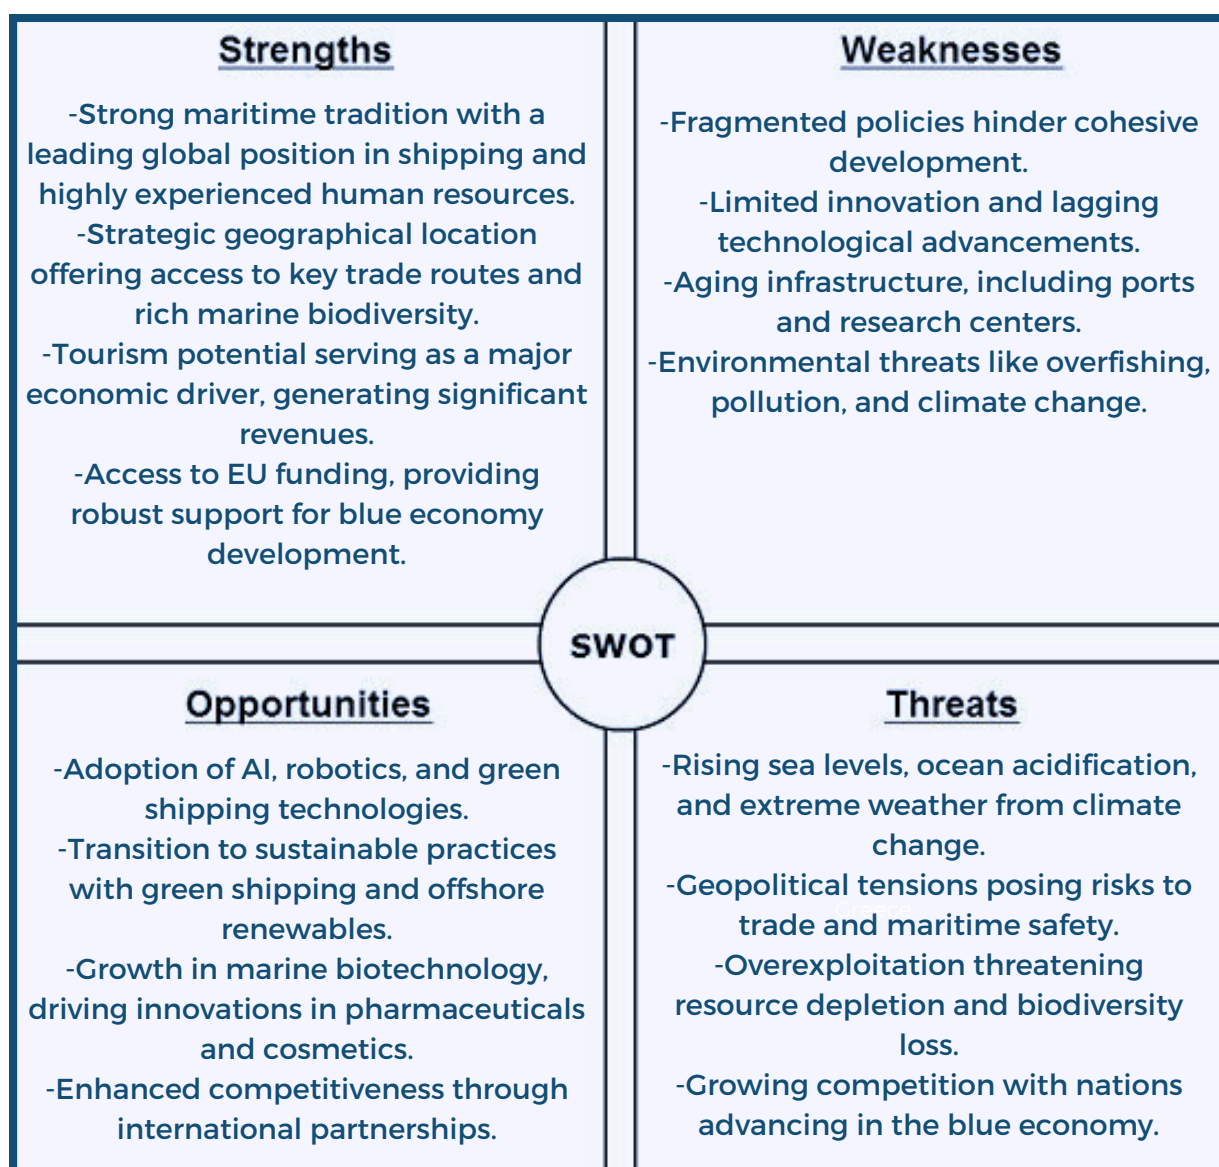 Strengths
-Strong maritime tradition with a
leading global position in shipping and
highly experienced human resources.
-Strategic geographical location
offering access to key trade routes and
rich marine biodiversity.
-Tourism potential serving as a major
economic driver, generating significant
revenues.
-Access to EU funding, providing
robust support for blue economy
development.
Weaknesses
-Fragmented policies hinder cohesive
development.
-Limited innovation and lagging
technological advancements.
-Aging infrastructure, including ports
and research centers.
-Environmental threats like overfishing,
pollution, and climate change.
SWOT
Opportunities
-Adoption of AI, robotics, and green
shipping technologies.
-Transition to sustainable practices
with green shipping and offshore
renewables.
-Growth in marine biotechnology,
driving innovations in pharmaceuticals
and cosmetics.
-Enhanced competitiveness through
international partnerships.
Threats
-Rising sea levels, ocean acidification,
and extreme weather from climate
change.
-Geopolitical tensions posing risks to
Greece
trade and maritime safety.
-Overexploitation threatening
resource depletion and biodiversity
loss.
-Growing competition with nations
advancing in the blue economy.